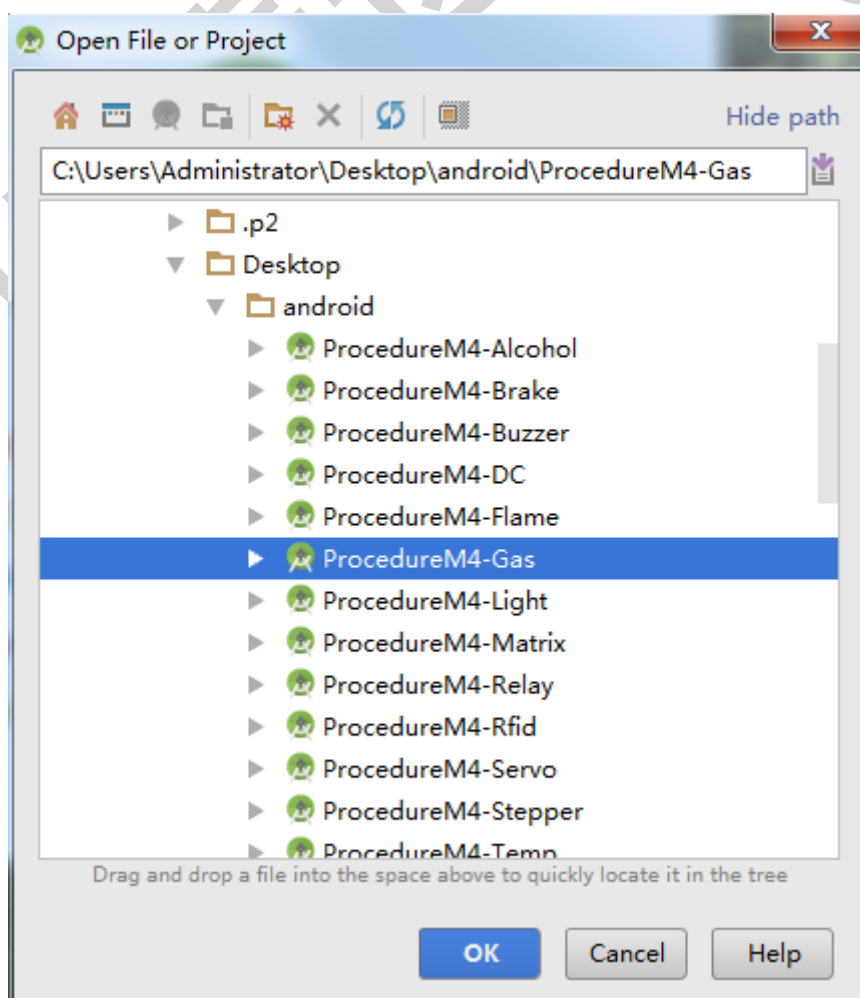 Open File or Project
Hide path
C:\Users\Administrator\Desktop\android\ProcedureM4-Gas
.p2
Desktop
android
ProcedureM4-Alcohol
ProcedureM4-Brake
ProcedureM4-Buzzer
ProcedureM4-DC
ProcedureM4-Flame
ProcedureM4-Gas
ProcedureM4-Light
ProcedureM4-Matrix
ProcedureM4-Relay
ProcedureM4-Rfid
ProcedureM4-Servo
ProcedureM4-Stepper
ProcedureM4-Temp
Drag and drop a file into the space above to quickly locate it in the tree
OK Cancel Help